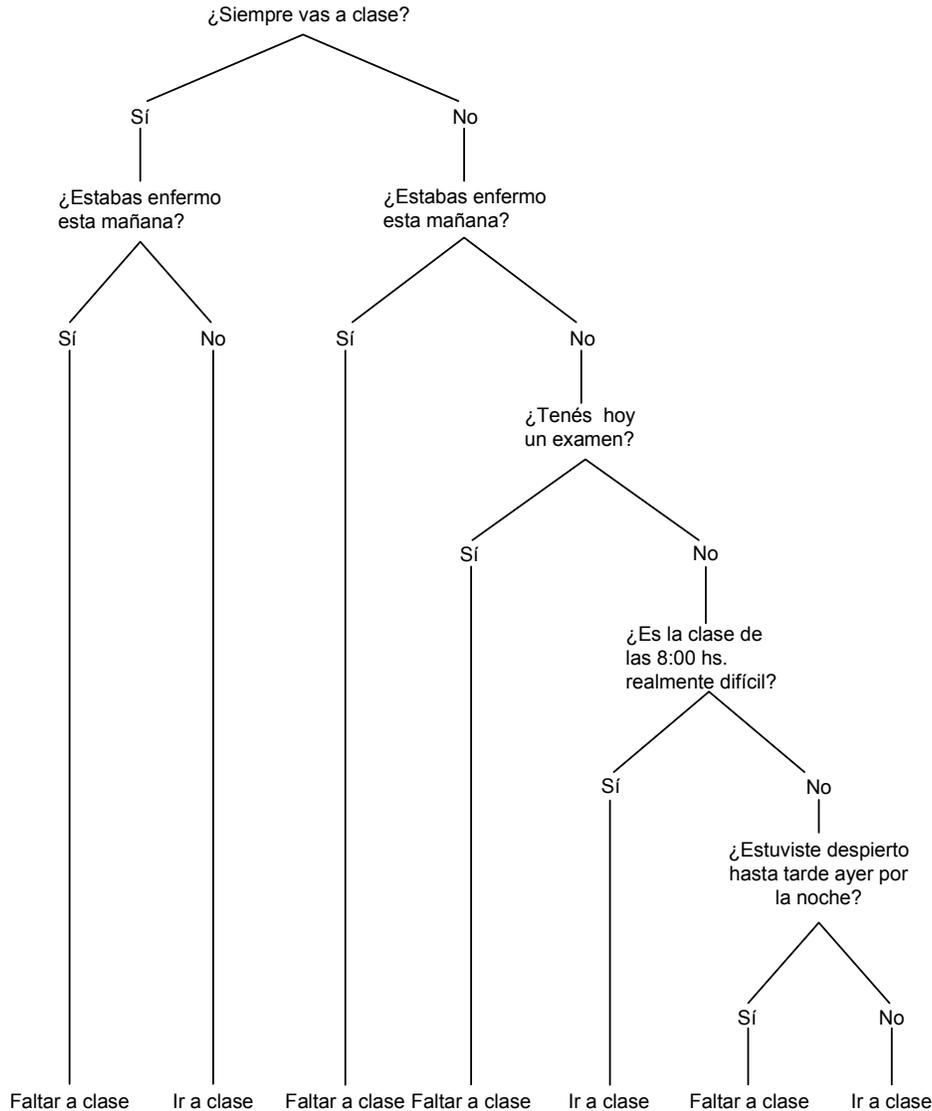 ¿Siempre vas a clase?
Sí
No
¿Estabas enfermo
esta mañana?
¿Estabas enfermo
esta mañana?
Sí
No
Sí
No
¿Tenés hoy
un examen?
Sí
No
¿Es la clase de
las 8:00 hs.
realmente difícil?
Sí
No
¿Estuviste despierto
hasta tarde ayer por
la noche?
Sí
No
Faltar a clase
Ir a clase
Faltar a clase
Faltar a clase
Ir a clase
Faltar a clase
Ir a clase